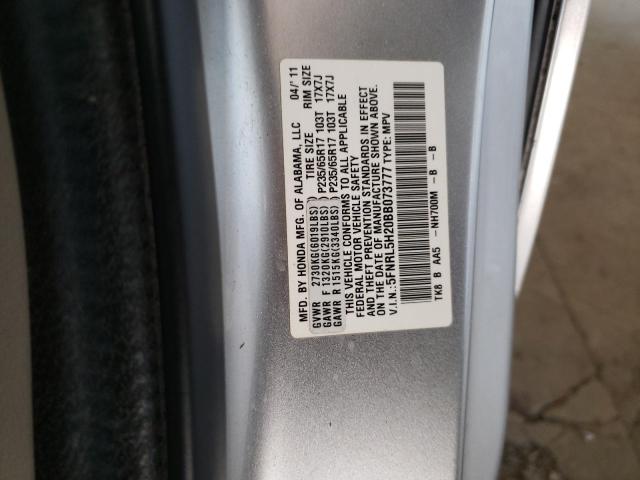 MFD. BY HONDA MFG. OF ALABAMA, LLC 04/'11
TIRE SIZE RIM SIZE
GVWR 2730KG(6019LBS)
GAWR F 1320KG(2910LBS) P235/65R17 103T 17X7J
GAWR R 1515KG(3340LBS) P235/65R17 103T 17X7J
THIS VEHICLE CONFORMS TO ALL APPLICABLE
FEDERAL MOTOR VEHICLE SAFETY
AND THEFT PREVENTION STANDARDS IN EFFECT
ON THE DATE OF MANUFACTURE SHOWN ABOVE.
V.I.N.:5FNRL5H20BB073777 TYPE: MPV
TK8 B AA5 -NH700M -B -B